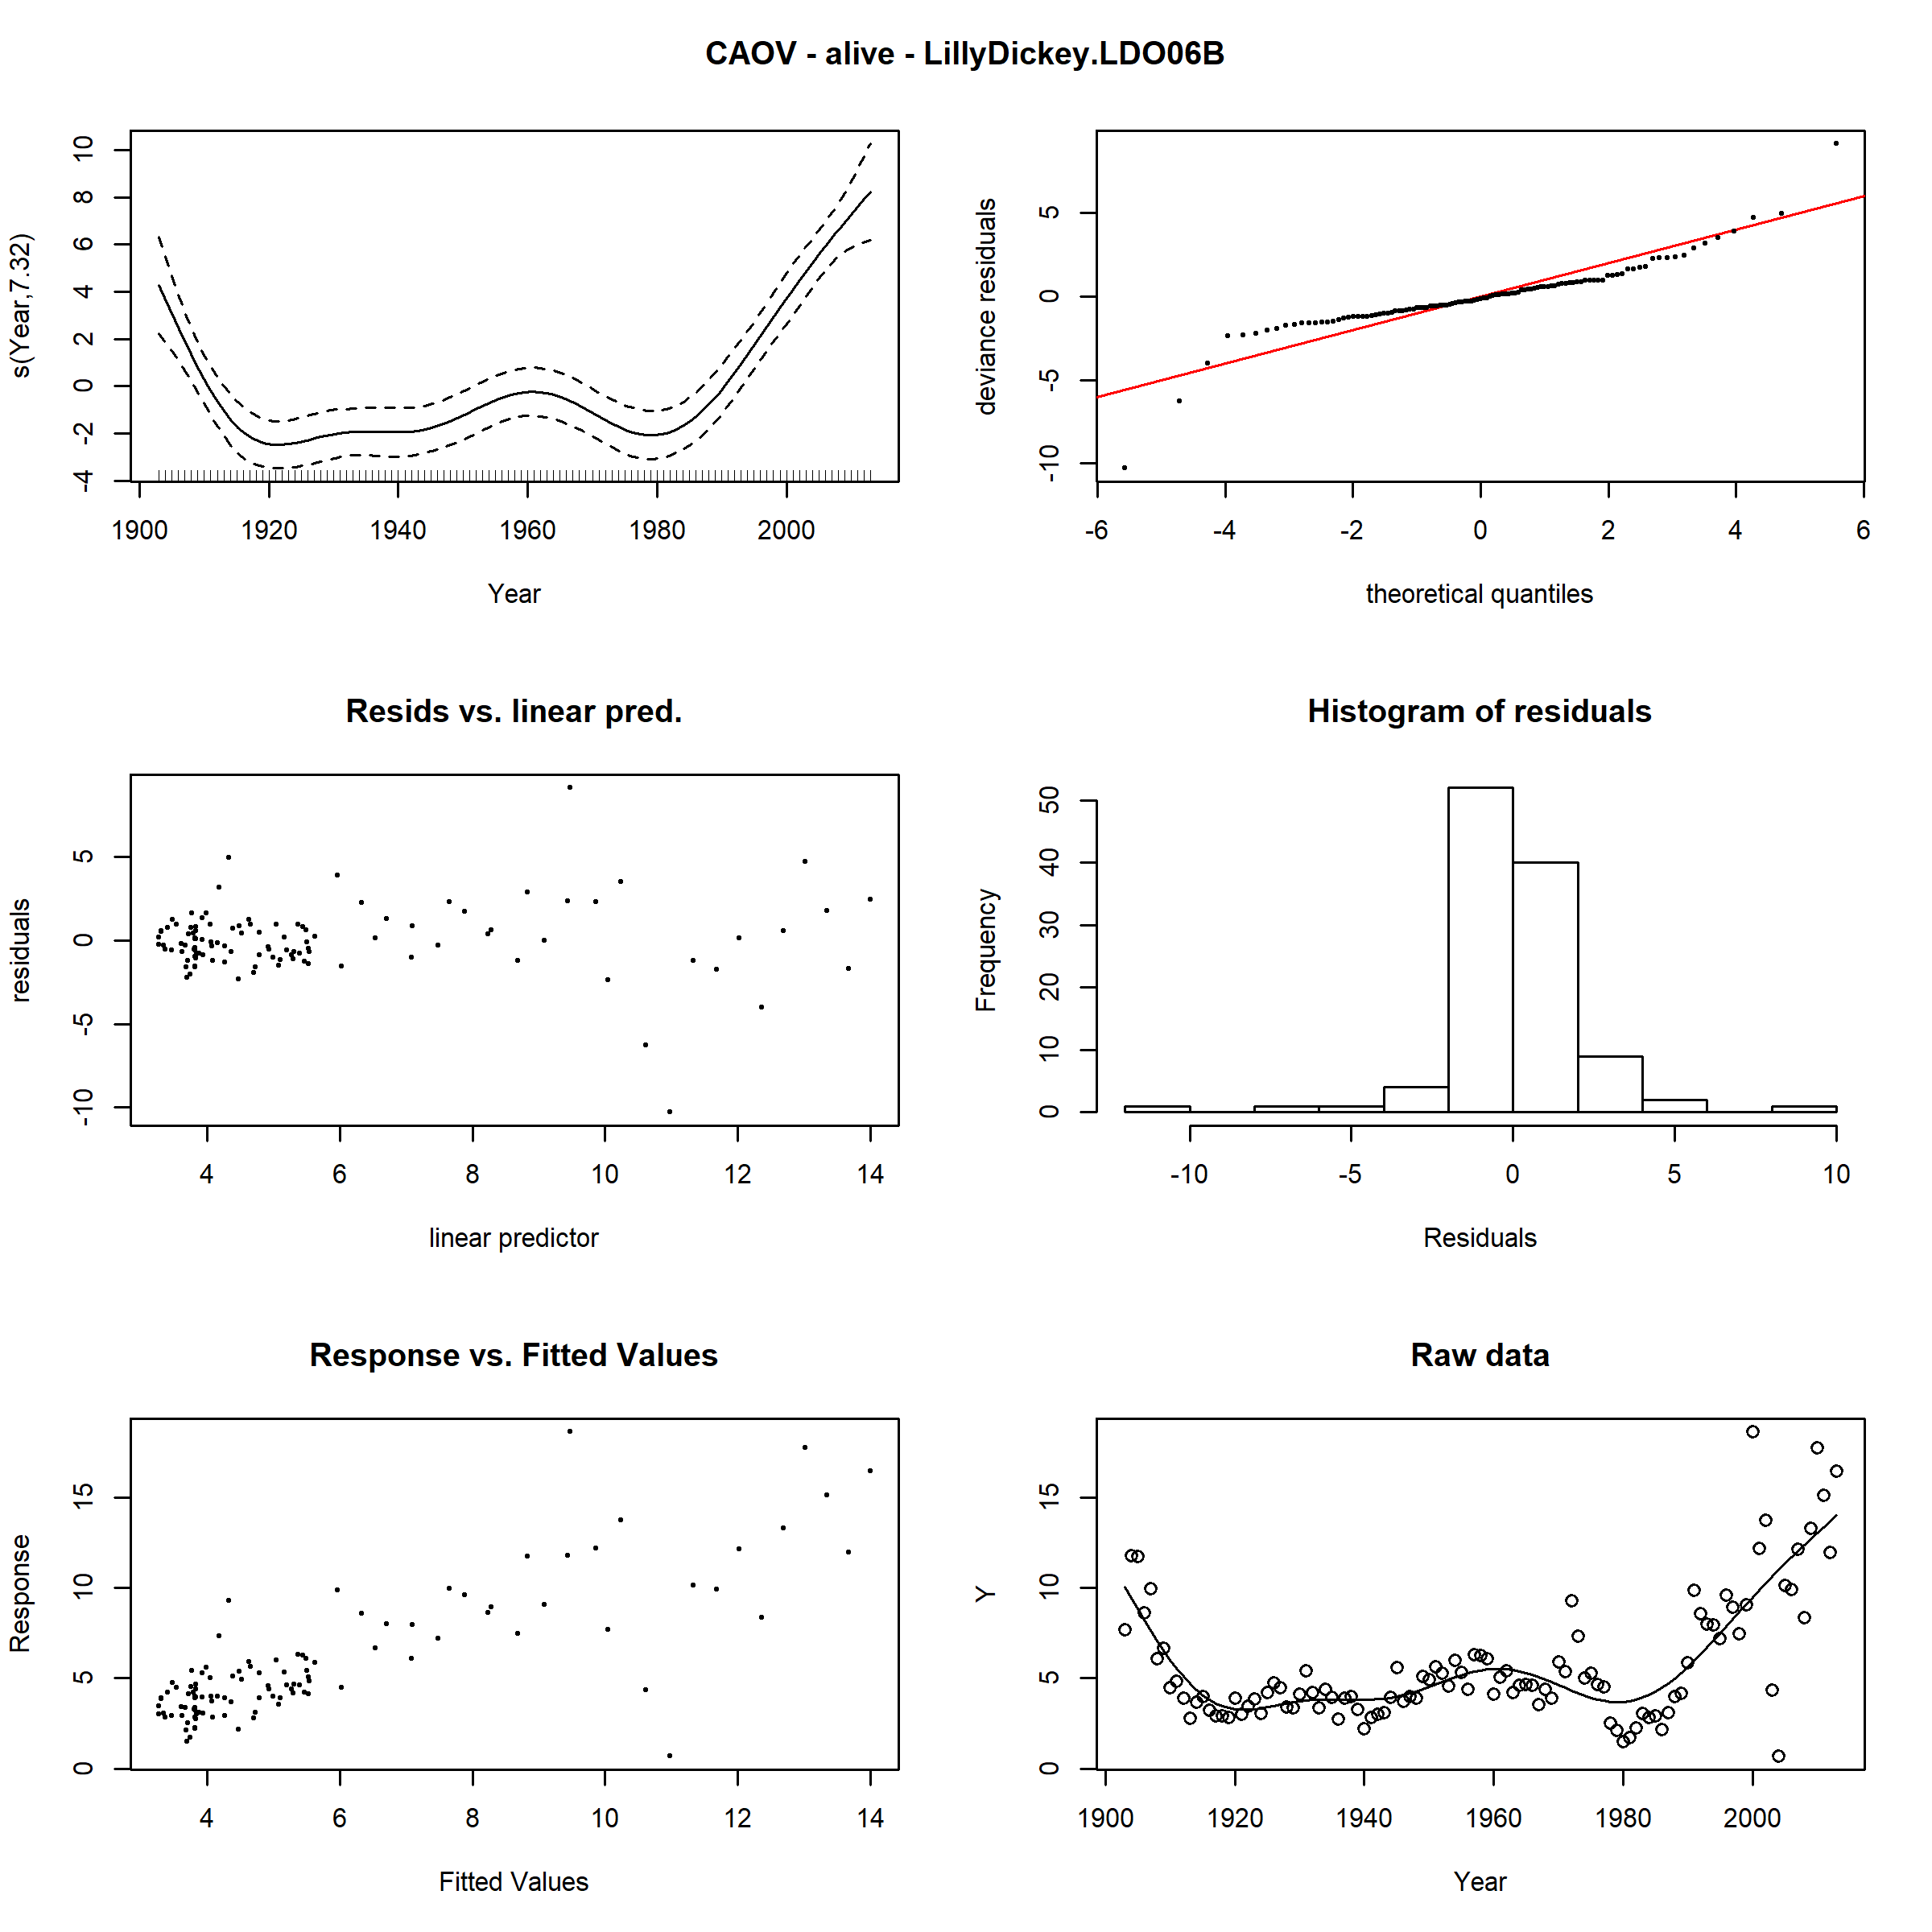 CAOV - alive - LillyDickey.LDO06B
s(Year,7.32)
10
8
6
4
2
0
-2
-4
1900 1920 1940 1960 1980 2000
Year
deviance residuals
5
0
-5
-10
-6 -4 -2 0 2 4 6
theoretical quantiles
Resids vs. linear pred.
residuals
5
0
-5
-10
4 6 8 10 12 14
linear predictor
Histogram of residuals
Frequency
50
40
30
20
10
0
-10 -5 0 5 10
Residuals
Response vs. Fitted Values
Response
15
10
5
0
4 6 8 10 12 14
Fitted Values
Raw data
Y
15
10
5
0
1900 1920 1940 1960 1980 2000
Year